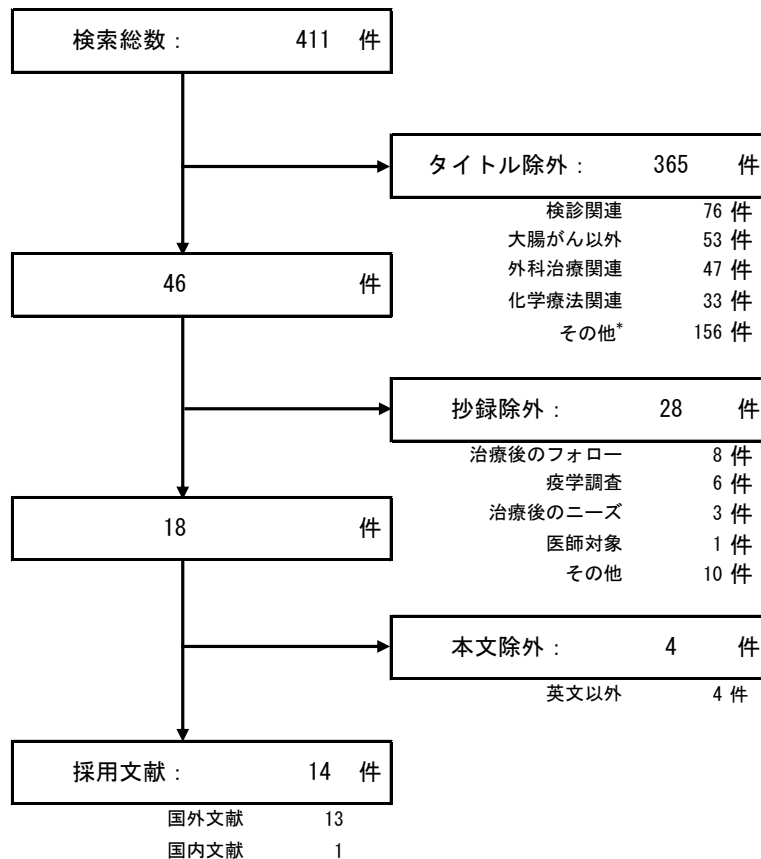 検索総数： 411 件
タイトル除外： 365 件
検診関連 76 件
大腸がん以外 53 件
外科治療関連 47 件
化学療法関連 33 件
その他* 156 件
46 件
抄録除外： 28 件
治療後のフォロー 8 件
疫学調査 6 件
治療後のニーズ 3 件
医師対象 1 件
その他 10 件
18 件
本文除外： 4 件
英文以外 4 件
採用文献： 14 件
国外文献 13
国内文献 1